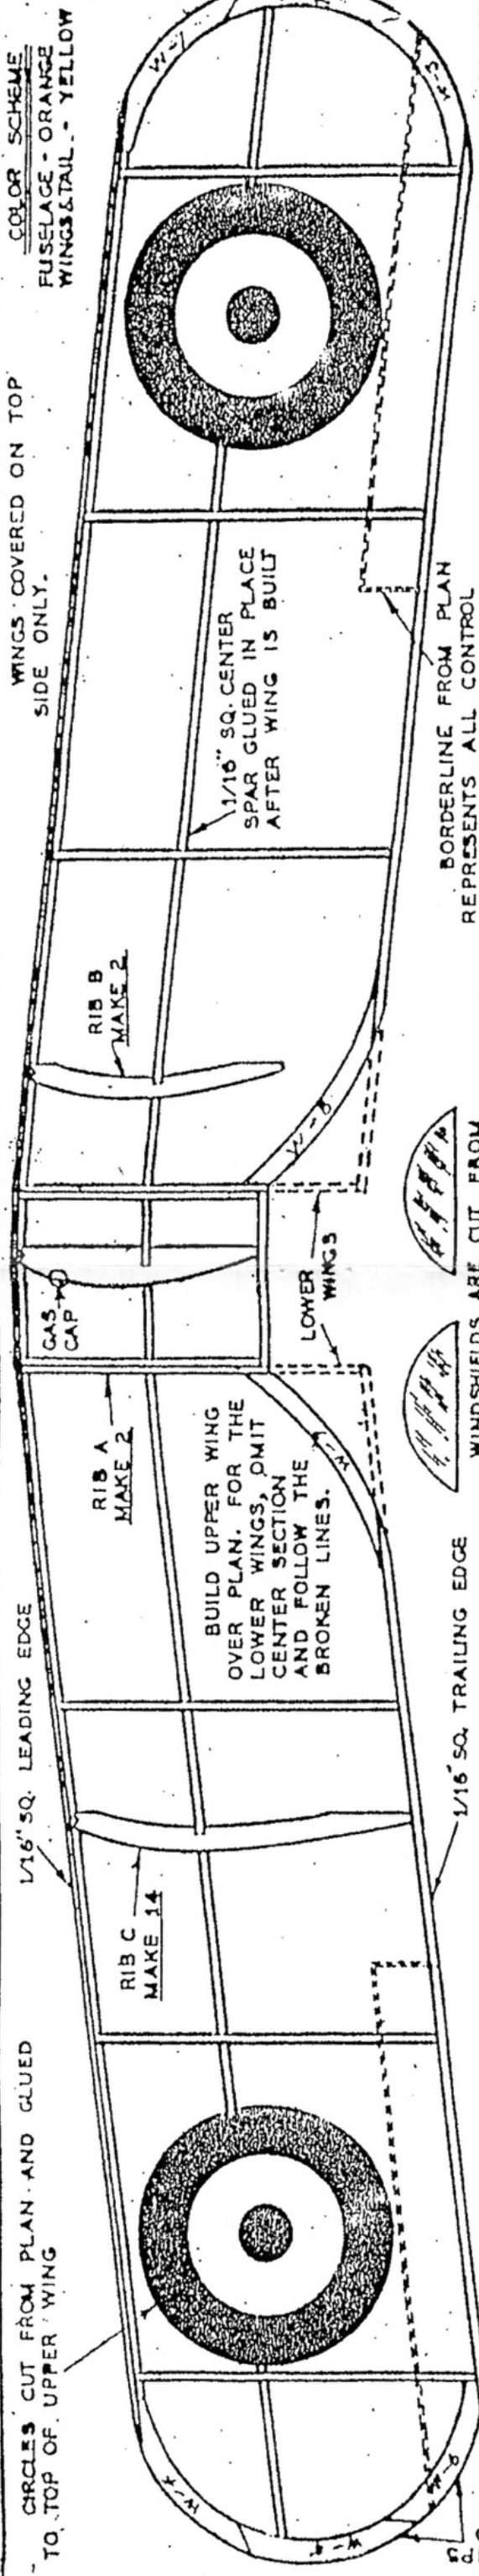 CIRCLES CUT FROM PLAN AND GLUED
TO TOP OF UPPER WING
1/16" SQ. LEADING EDGE
WINGS COVERED ON TOP
SIDE ONLY.
COLOR SCHEME
FUSELAGE - ORANGE
WINGS & TAIL - YELLOW
RIB C
MAKE 14
RIB A
MAKE 2
GAS
CAP
RIB B
MAKE 2
1/16" SQ. CENTER
SPAR GLUED IN PLACE
AFTER WING IS BUILT
BUILD UPPER WING
OVER PLAN. FOR THE
LOWER WINGS, OMIT
CENTER SECTION
AND FOLLOW THE
BROKEN LINES.
LOWER
WINGS
1/16" SQ. TRAILING EDGE
WINDSHIELDS ARE CUT FROM
BORDERLINE FROM PLAN
REPRESENTS ALL CONTROL